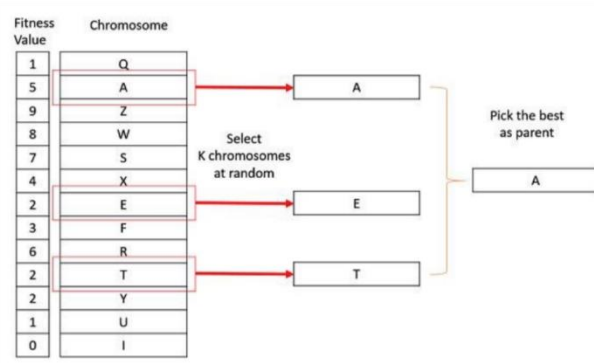 Fitness
Value
Chromosome
1 Q
5 A
9 Z
8 W
7 S
4 X
2 E
3 F
6 R
2 T
2 Y
1 U
0 I
Select
K chromosomes
at random
A
E
T
Pick the best
as parent
A